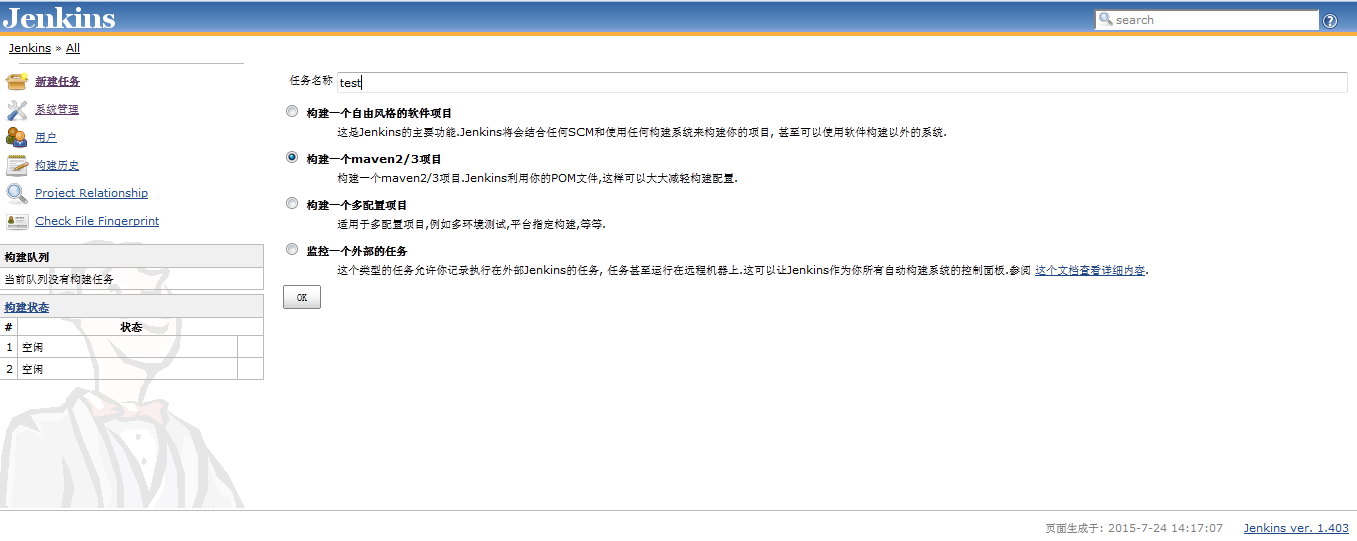 Jenkins
search
Jenkins » All
新建任务
系统管理
用户
构建历史
Project Relationship
Check File Fingerprint
构建队列
当前队列没有构建任务
构建状态
# 状态
1 空闲
2 空闲
任务名称 test
构建一个自由风格的软件项目
这是Jenkins的主要功能.Jenkins将会结合任何SCM和使用任何构建系统来构建你的项目, 甚至可以使用软件构建以外的系统.
构建一个maven2/3项目
构建一个maven2/3项目.Jenkins利用你的POM文件,这样可以大大减轻构建配置.
构建一个多配置项目
适用于多配置项目,例如多环境测试,平台指定构建,等等.
监控一个外部的任务
这个类型的任务允许你记录执行在外部Jenkins的任务, 任务甚至运行在远程机器上.这可以让Jenkins作为你所有自动构建系统的控制面板.参阅 这个文档查看详细内容.
OK
页面生成于: 2015-7-24 14:17:07 Jenkins ver. 1.403